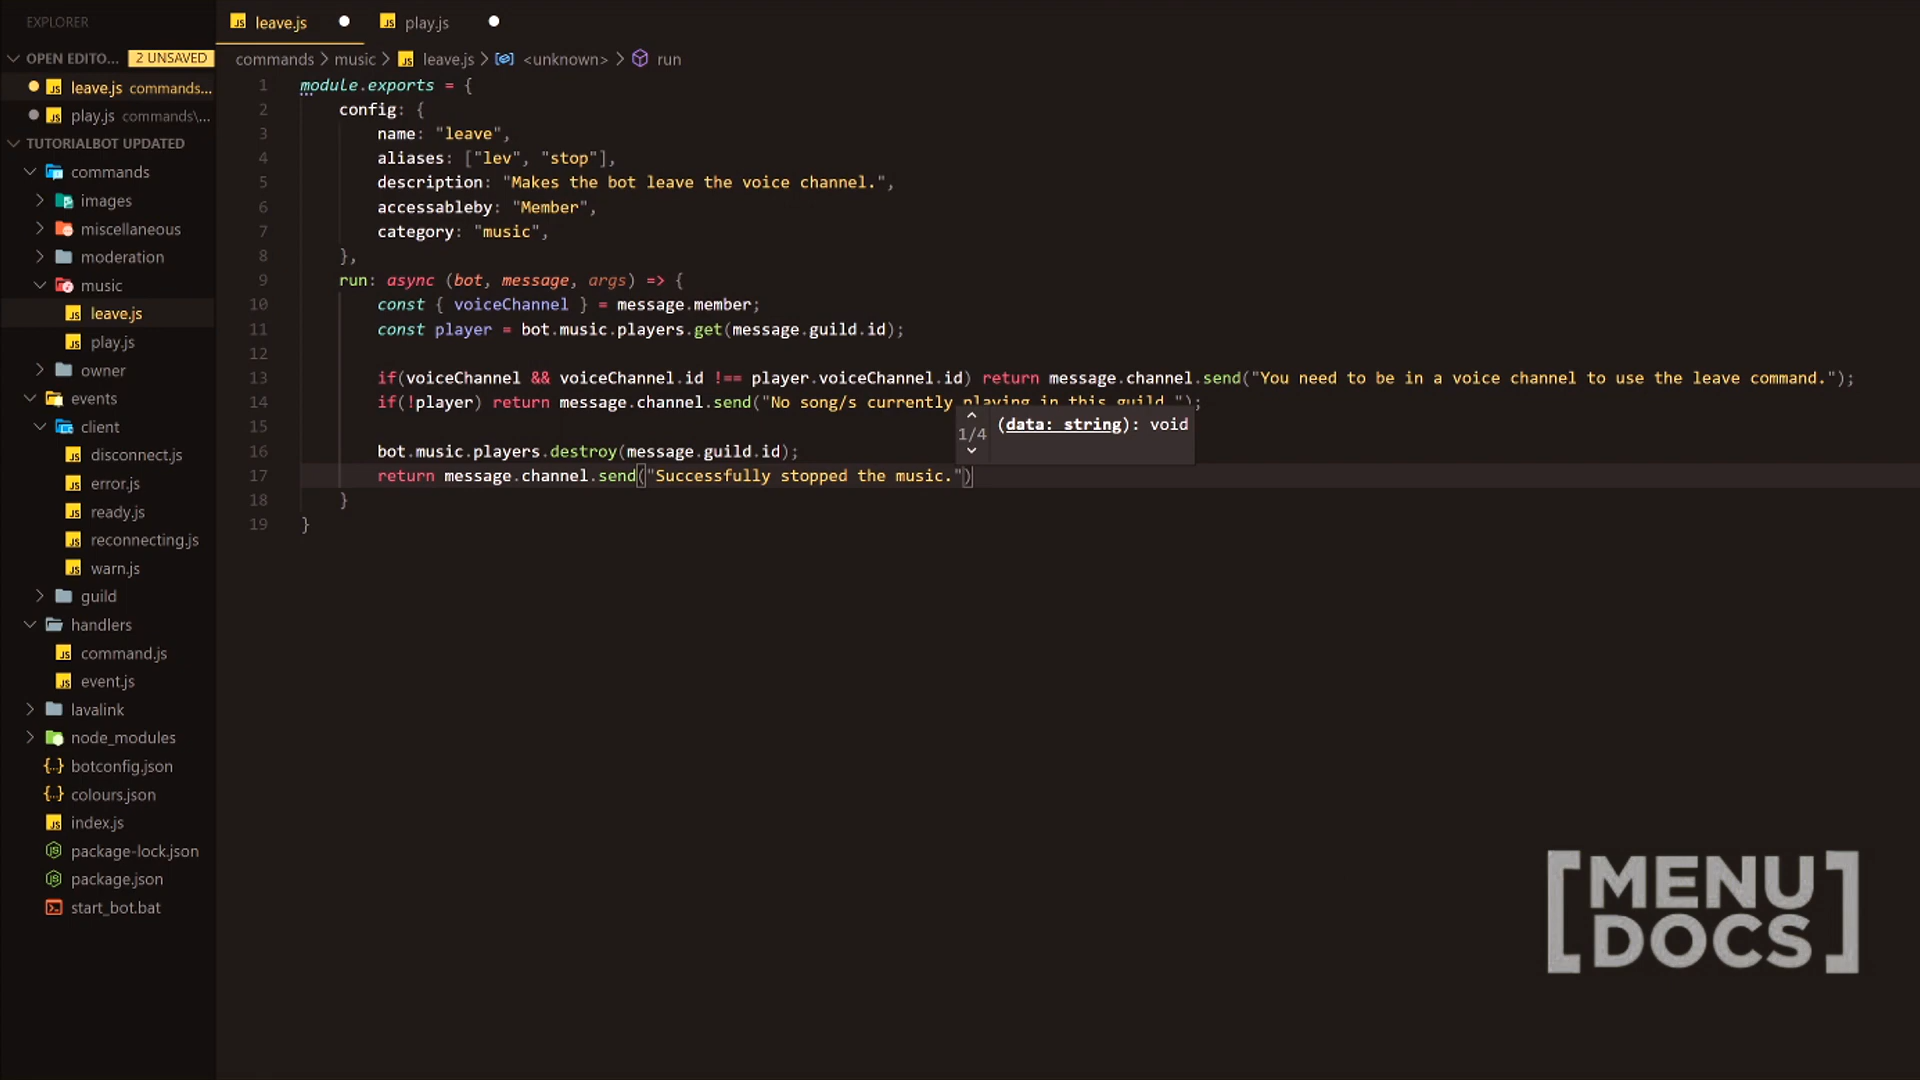 EXPLORER
OPEN EDITO... 2 UNSAVED
leave.js commands...
play.js commands\...
TUTORIALBOT UPDATED
commands
images
miscellaneous
moderation
music
leave.js
play.js
owner
events
client
disconnect.js
error.js
ready.js
reconnecting.js
warn.js
guild
handlers
command.js
event.js
lavalink
node_modules
botconfig.json
colours.json
index.js
package-lock.json
package.json
start_bot.bat
leave.js play.js
commands > music > leave.js > <unknown> > run
1 module.exports = {
2 config: {
3 name: "leave",
4 aliases: ["lev", "stop"],
5 description: "Makes the bot leave the voice channel.",
6 accessableby: "Member",
7 category: "music",
8 },
9 run: async (bot, message, args) => {
10 const { voiceChannel } = message.member;
11 const player = bot.music.players.get(message.guild.id);
12
13 if(voiceChannel && voiceChannel.id !== player.voiceChannel.id) return message.channel.send("You need to be in a voice channel to use the leave command.");
14 if(!player) return message.channel.send("No song/s currently playing in this guild.");
15
16 bot.music.players.destroy(message.guild.id);
17 return message.channel.send("Successfully stopped the music.")
18 }
19 }
1/4 (data: string): void
[MENU
DOCS]